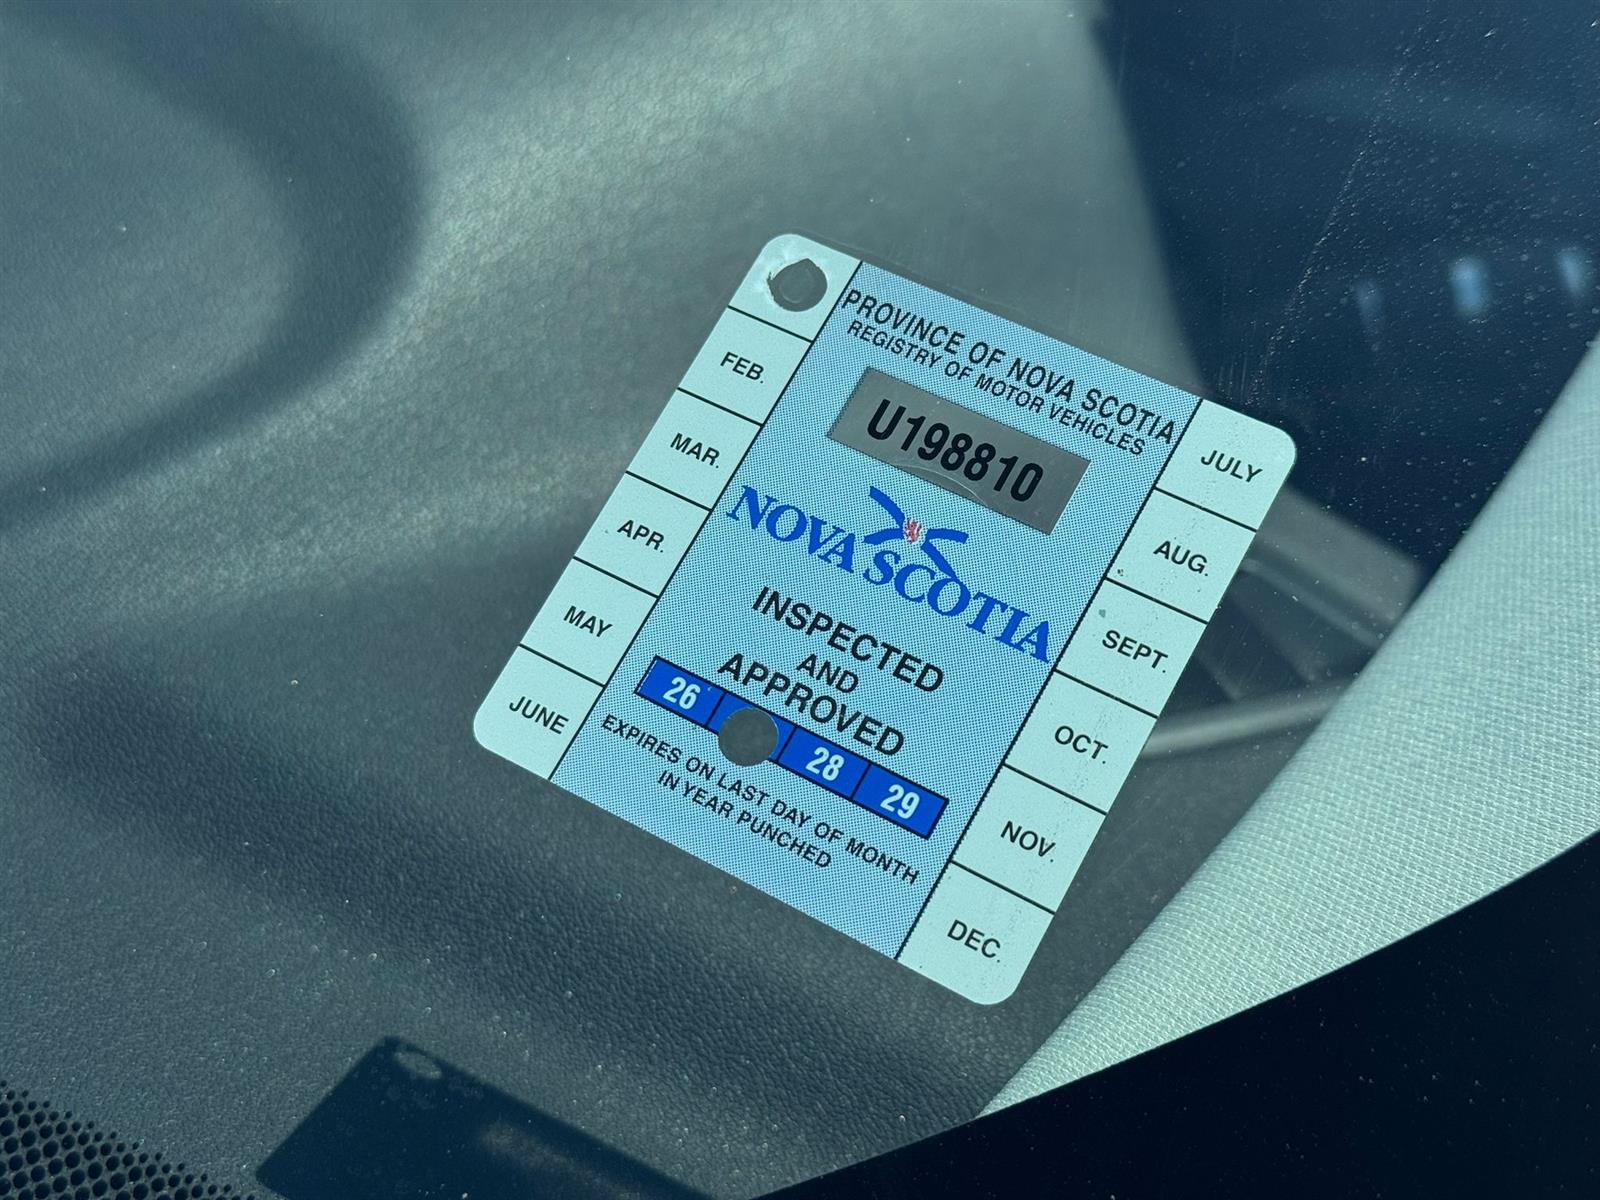 PROVINCE OF NOVA SCOTIA
REGISTRY OF MOTOR VEHICLES
U198810
NOVA SCOTIA
INSPECTED
AND
APPROVED
26 28 29
EXPIRES ON LAST DAY OF MONTH
IN YEAR PUNCHED
FEB.
MAR.
APR.
MAY
JUNE
JULY
AUG.
SEPT.
OCT.
NOV.
DEC.